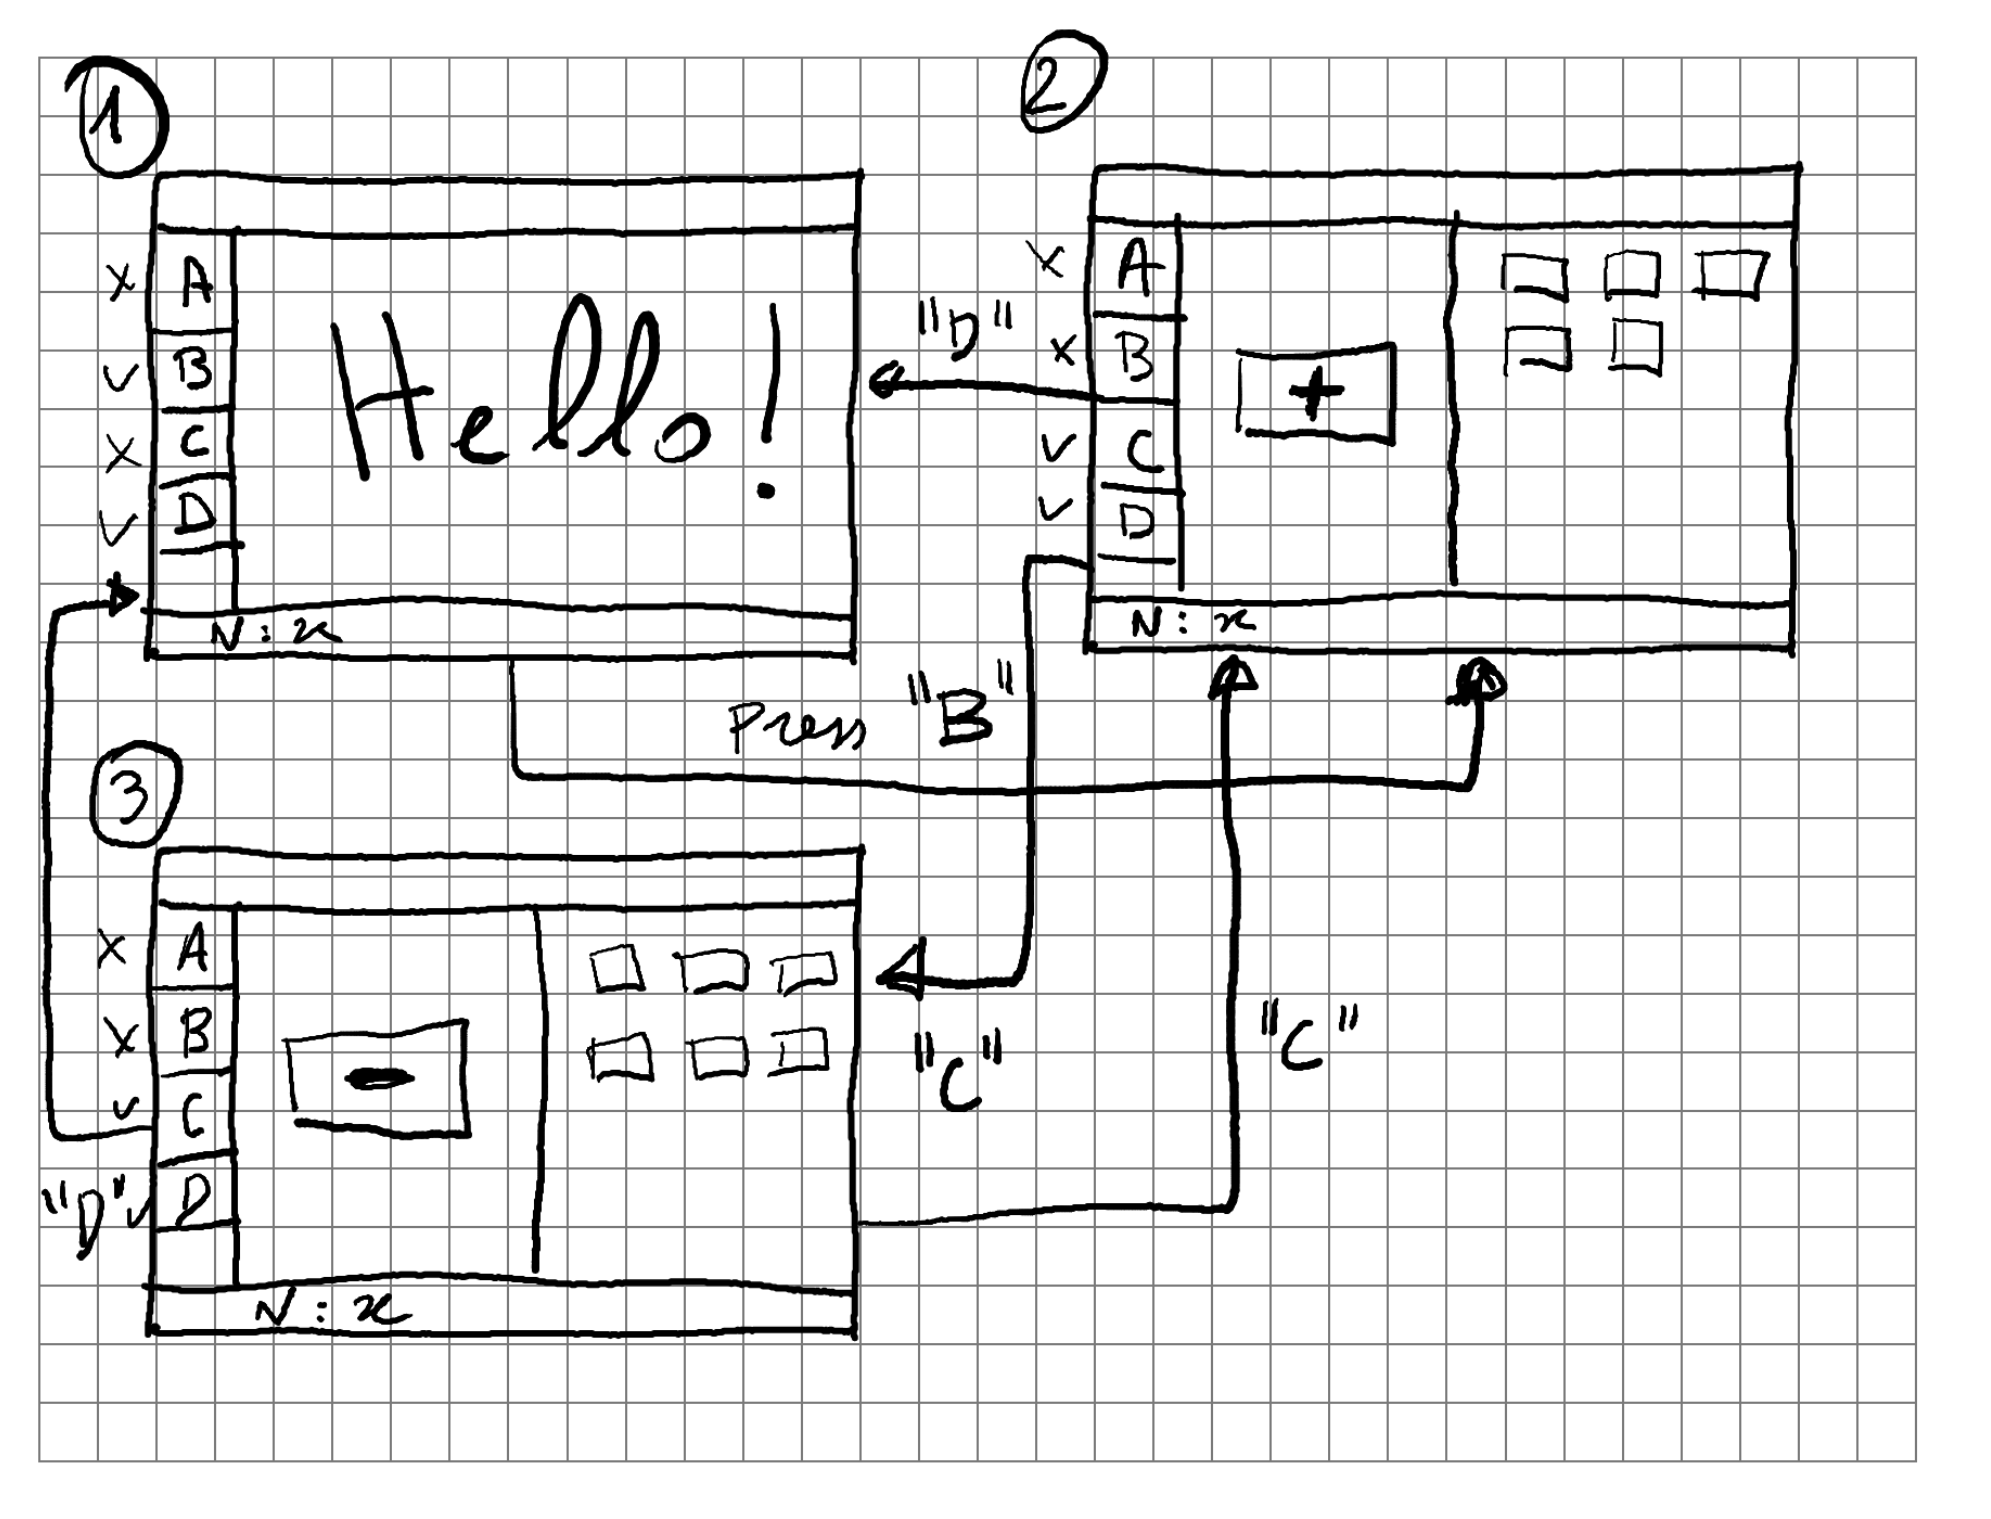 1
x A
v B
x C
v D
Hello!
N: x
2
x A
x B
v C
v D
+
N: x
"D"
Press "B"
3
x A
x B
v C
"D" v D
-
N: x
"C"
"C"